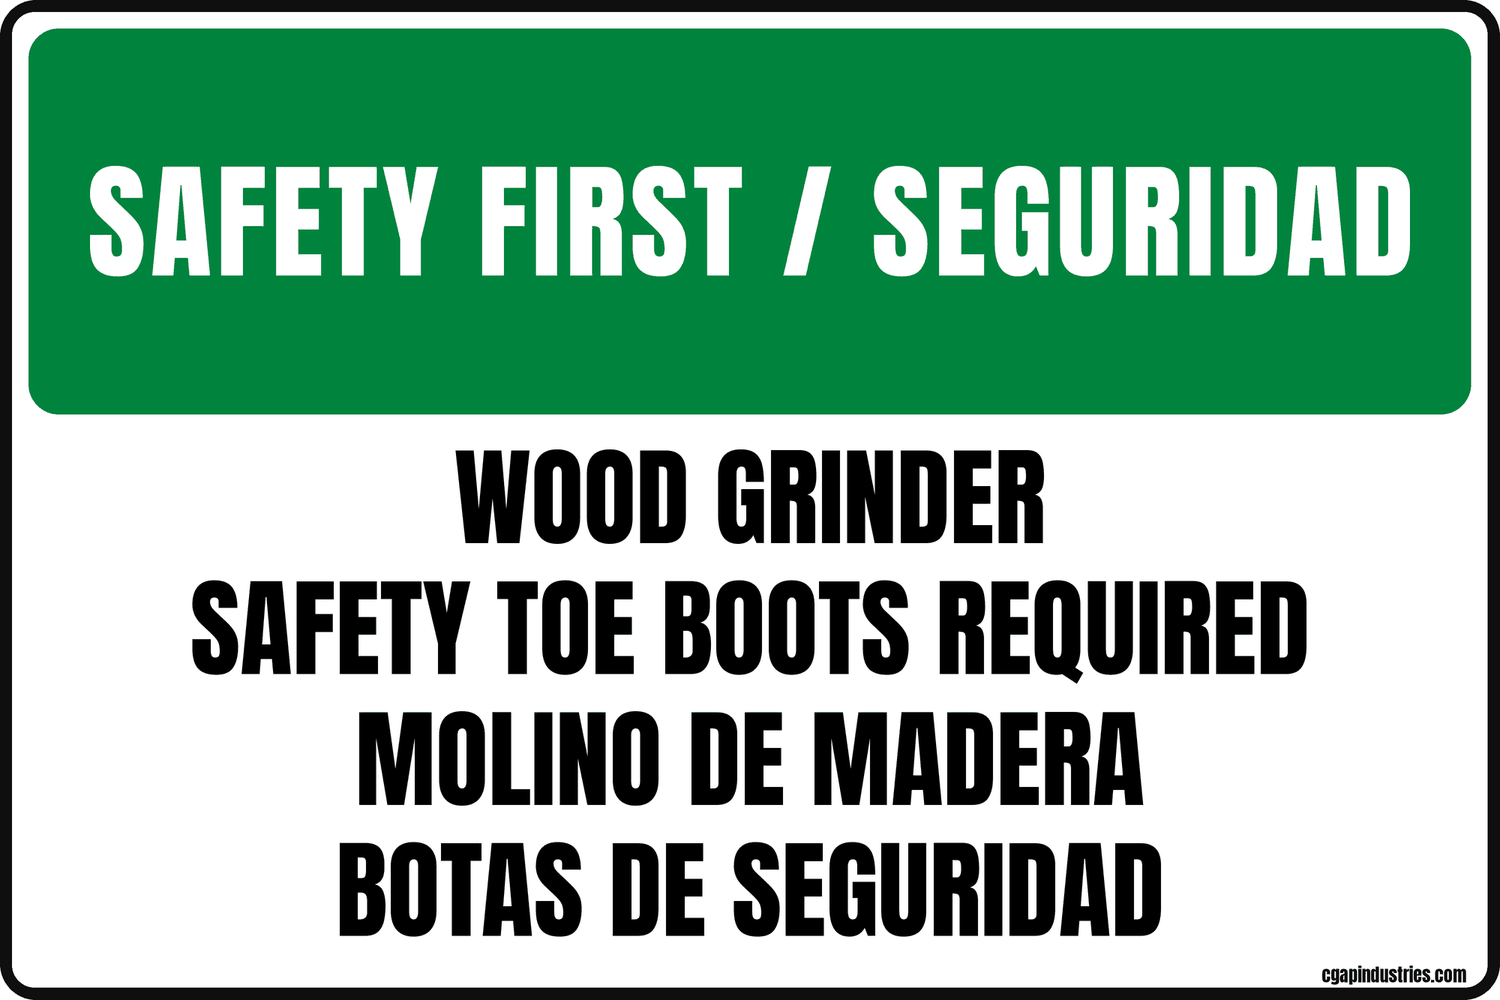 SAFETY FIRST / SEGURIDAD
WOOD GRINDER
SAFETY TOE BOOTS REQUIRED
MOLINO DE MADERA
BOTAS DE SEGURIDAD
cgapindustries.com